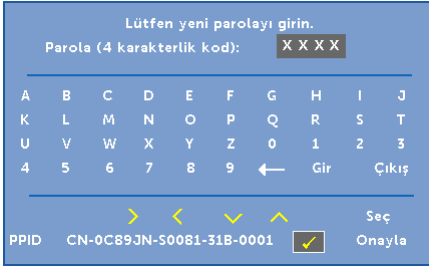 Lütfen yeni parolayı girin.
Parola (4 karakterlik kod): X X X X
A B C D E F G H I J
K L M N O P Q R S T
U V W X Y Z 0 1 2 3
4 5 6 7 8 9 ← Gir Çıkış
Seç
PPID CN-0C89JN-S0081-31B-0001 ✓ Onayla